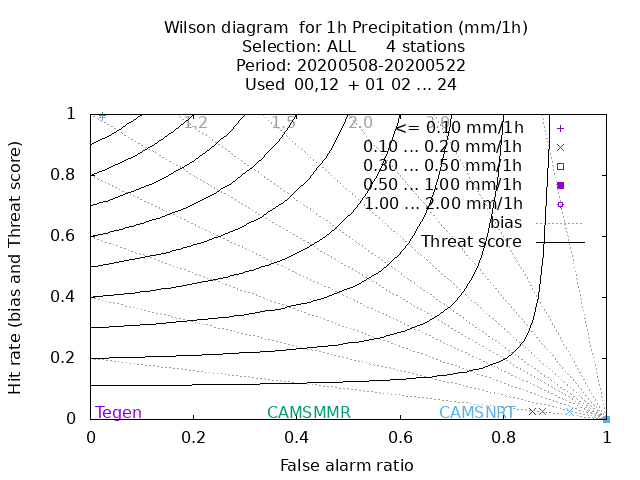 Wilson diagram for 1h Precipitation (mm/1h)
Selection: ALL 4 stations
Period: 20200508-20200522
Used 00,12 + 01 02 ... 24
Hit rate (bias and Threat score)
1
0.8
0.6
0.4
0.2
0
1.2
1.5
2.0
3.0
<= 0.10 mm/1h
0.10 ... 0.20 mm/1h
0.30 ... 0.50 mm/1h
0.50 ... 1.00 mm/1h
1.00 ... 2.00 mm/1h
bias
Threat score
Tegen CAMSMMR CAMSNRT
0 0.2 0.4 0.6 0.8 1
False alarm ratio